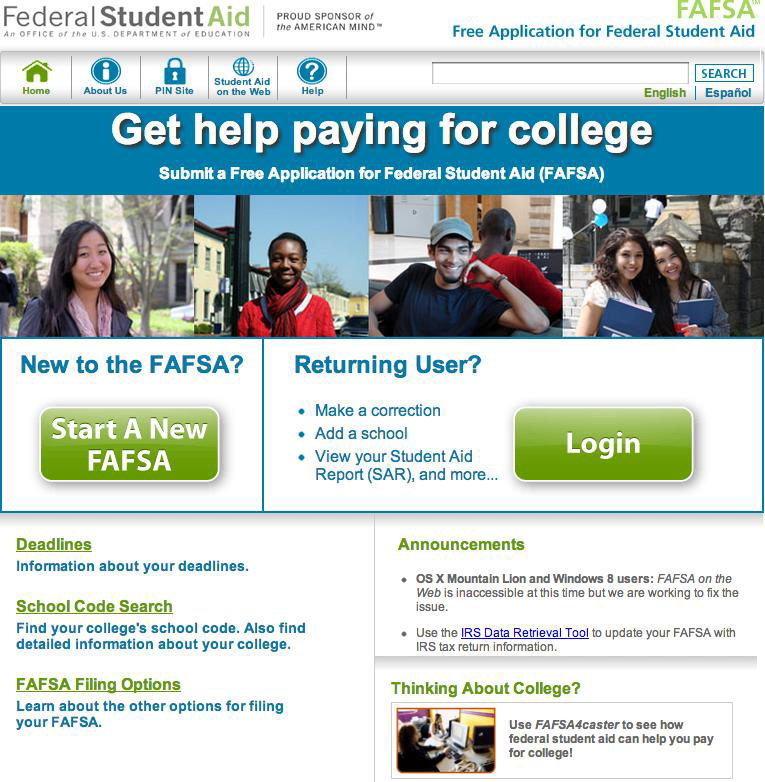 Federal Student Aid
An OFFICE of the U.S. DEPARTMENT of EDUCATION
PROUD SPONSOR of
the AMERICAN MIND™
FAFSA™
Free Application for Federal Student Aid
Home
About Us
PIN Site
Student Aid
on the Web
Help
SEARCH
English
Español
Get help paying for college
Submit a Free Application for Federal Student Aid (FAFSA)
New to the FAFSA?
Start A New
FAFSA
Returning User?
Make a correction
Add a school
View your Student Aid
Report (SAR), and more...
Login
Deadlines
Information about your deadlines.
School Code Search
Find your college's school code. Also find
detailed information about your college.
FAFSA Filing Options
Learn about the other options for filing
your FAFSA.
Announcements
OS X Mountain Lion and Windows 8 users: FAFSA on the
Web is inaccessible at this time but we are working to fix the
issue.
Use the IRS Data Retrieval Tool to update your FAFSA with
IRS tax return information.
Thinking About College?
Use FAFSA4caster to see how
federal student aid can help you pay
for college!